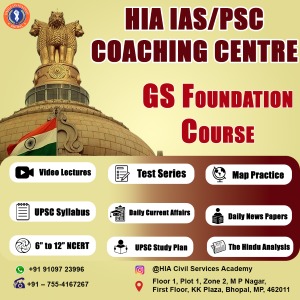 HIA IAS/PSC
COACHING CENTRE
GS FOUNDATION
COURSE
Video Lectures
Test Series
Map Practice
UPSC Syllabus
Daily Current Affairs
Daily News Papers
6" to 12" NCERT
UPSC Study Plan
The Hindu Analysis
+91 91097 23996
@HIA Civil Services Academy
+91 – 755-4167267
Floor 1, Plot 1, Zone 2, M P Nagar,
First Floor, KK Plaza, Bhopal, MP, 462011